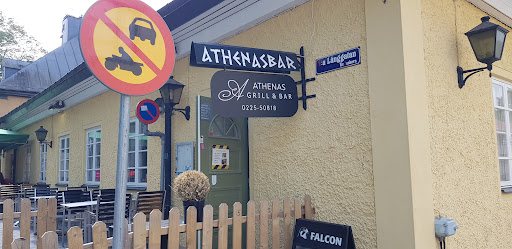 ATHENASBAR
ATHENAS
GRILL & BAR
0225-50818
Långgatan
FALCON